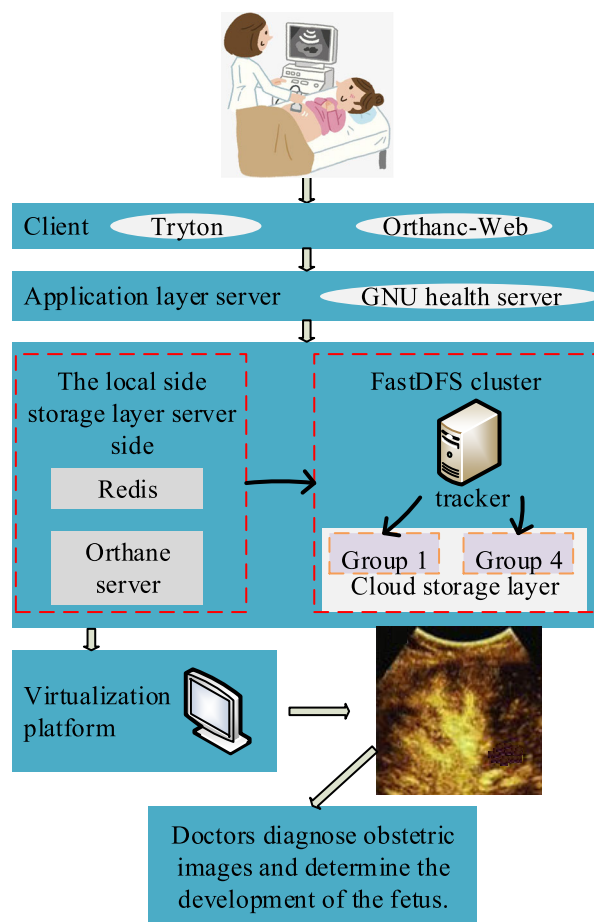 Client
Tryton
Orthanc-Web
Application layer server
GNU health server
The local side
storage layer server
side
Redis
Orthane
server
FastDFS cluster
tracker
Group 1
Group 4
Cloud storage layer
Virtualization
platform
Doctors diagnose obstetric
images and determine the
development of the fetus.